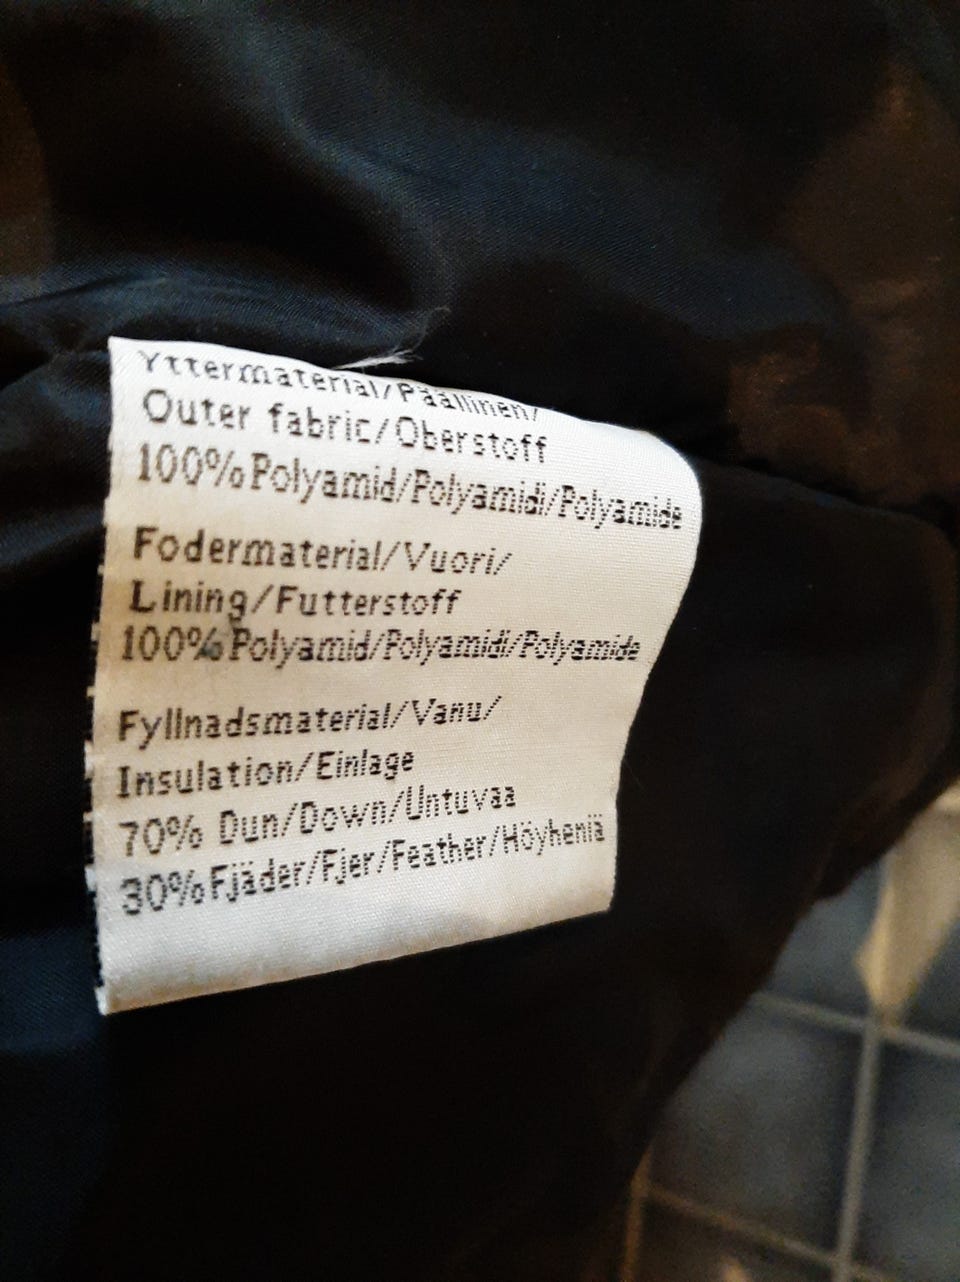 Yttermaterial/Päällinen/
Outer fabric/Oberstoff
100%Polyamid/Polyamidi/Polyamide
Fodermaterial/Vuori/
Lining/Futterstoff
100%Polyamid/Polyamidi/Polyamide
Fyllnadsmaterial/Vanu/
Insulation/Einlage
70% Dun/Down/Untuvaa
30%Fjäder/Fjer/Feather/Höyheniä